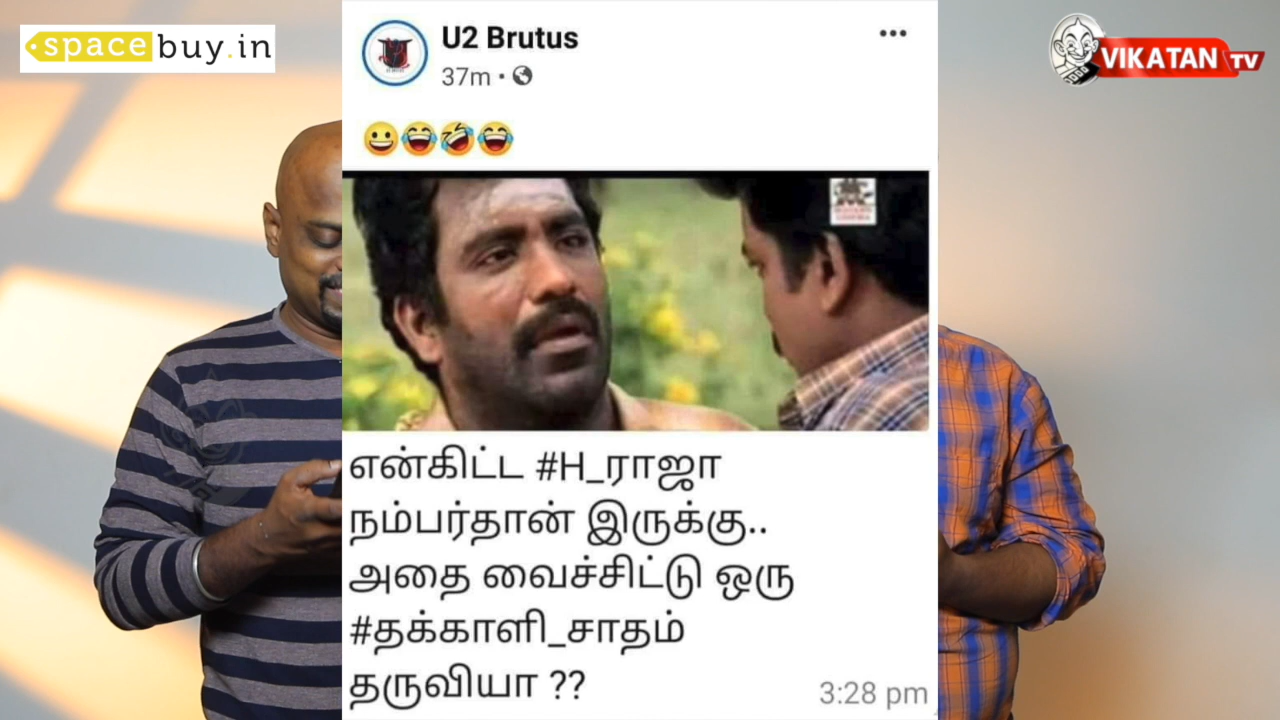 spacebuy.in
VIKATAN TV
U2 Brutus
37m •
😀😂🤣😂
என்கிட்ட #H_ராஜா
நம்பர்தான் இருக்கு..
அதை வைச்சிட்டு ஒரு
#தக்காளி_சாதம்
தருவியா ??
3:28 pm